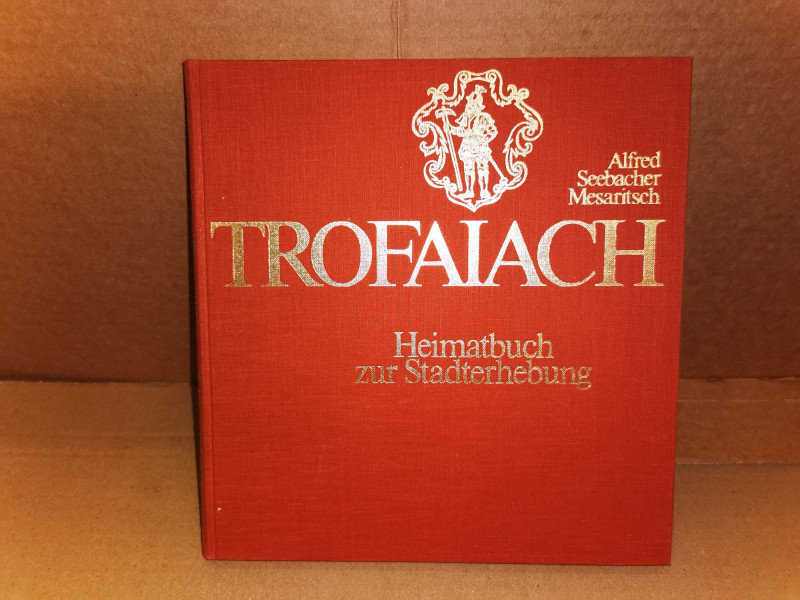 Alfred
Seebacher
Mesaritsch
TROFAIACH
Heimatbuch
zur Stadterhebung